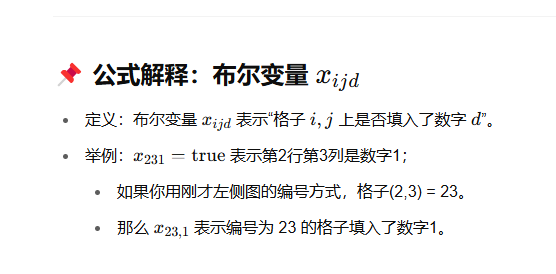 📌 公式解释：布尔变量 x_{ijd}
定义：布尔变量 x_{ijd} 表示“格子 i, j 上是否填入了数字 d”。
举例：x_{231} = true 表示第2行第3列是数字1；
如果你用刚才左侧图的编号方式，格子(2,3) = 23。
那么 x_{23,1} 表示编号为 23 的格子填入了数字1。